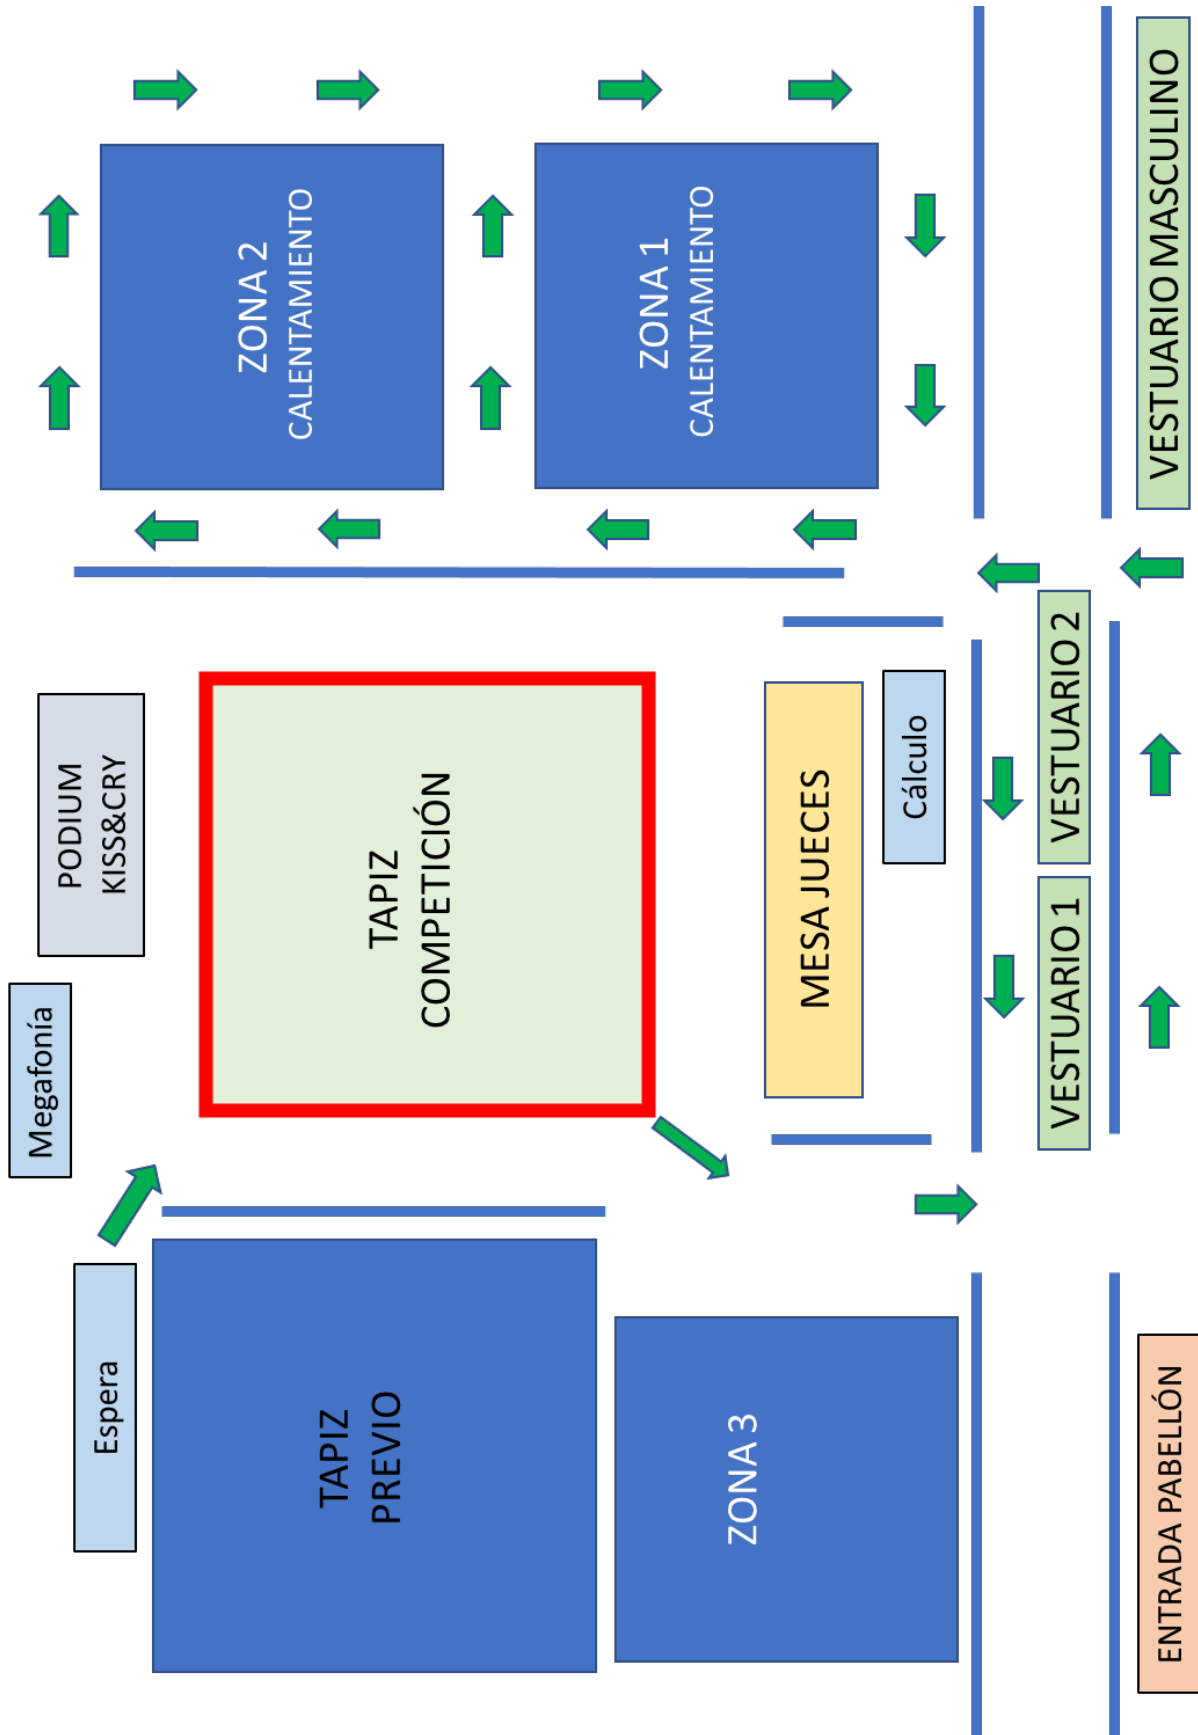 Megafonía
Espera
PODIUM
KISS&CRY
TAPIZ
PREVIO
TAPIZ
COMPETICIÓN
ZONA 2
CALENTAMIENTO
ZONA 3
MESA JUECES
ZONA 1
CALENTAMIENTO
Cálculo
VESTUARIO 1
VESTUARIO 2
ENTRADA PABELLÓN
VESTUARIO MASCULINO